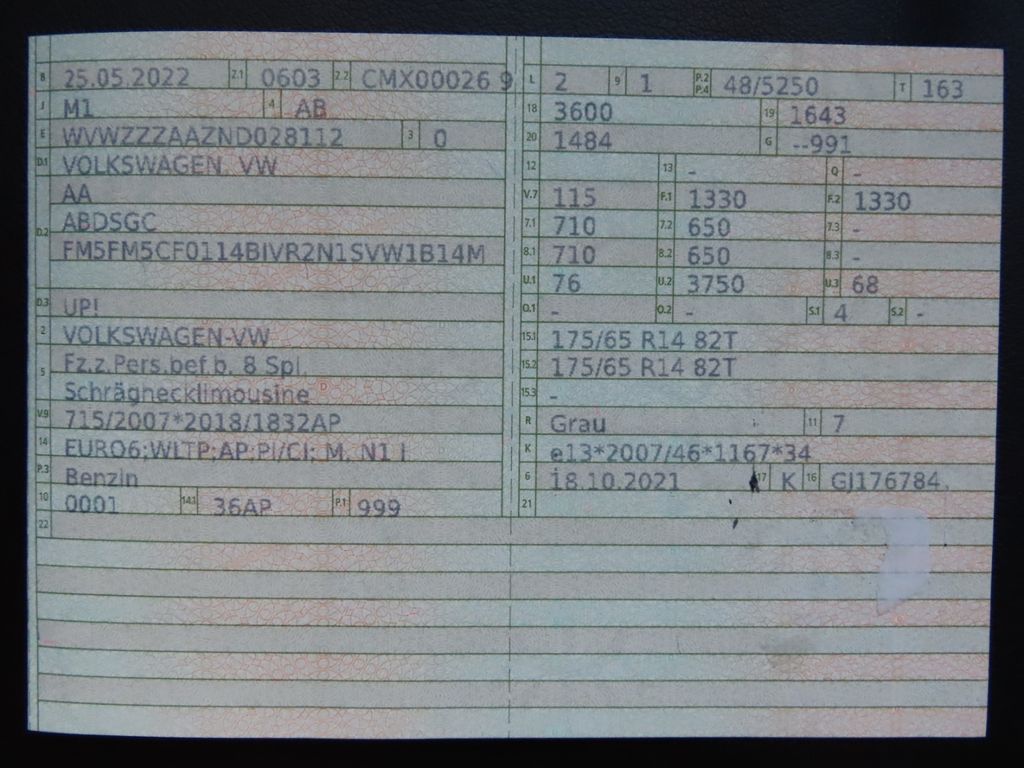 B 25.05.2022 2.1 0603 2.2 CMX00026 9
J M1 4 AB
E WVWZZZAAZND028112 3 0
D.1 VOLKSWAGEN, VW
AA
D.2 ABDSGC
FM5FM5CF0114BIVR2N1SVW1B14M
D.3 UP!
2 VOLKSWAGEN-VW
5 Fz.z.Pers.bef.b. 8 Spl.
Schräghecklimousine
V.9 715/2007*2018/1832AP
14 EURO6;WLTP;AP;PI/CI; M, N1 I
P.3 Benzin
10 0001 14.1 36AP P.1 999
22
L 2 9 1 P.2 P.4 48/5250 T 163
18 3600 19 1643
20 1484 G --991
12 13 - Q -
V.7 115 F.1 1330 F.2 1330
7.1 710 7.2 650 7.3 -
8.1 710 8.2 650 8.3 -
U.1 76 U.2 3750 U.3 68
O.1 - O.2 - S.1 4 S.2 -
15.1 175/65 R14 82T
15.2 175/65 R14 82T
15.3 -
R Grau 11 7
K e13*2007/46*1167*34
6 18.10.2021 17 K 16 GJ176784
21